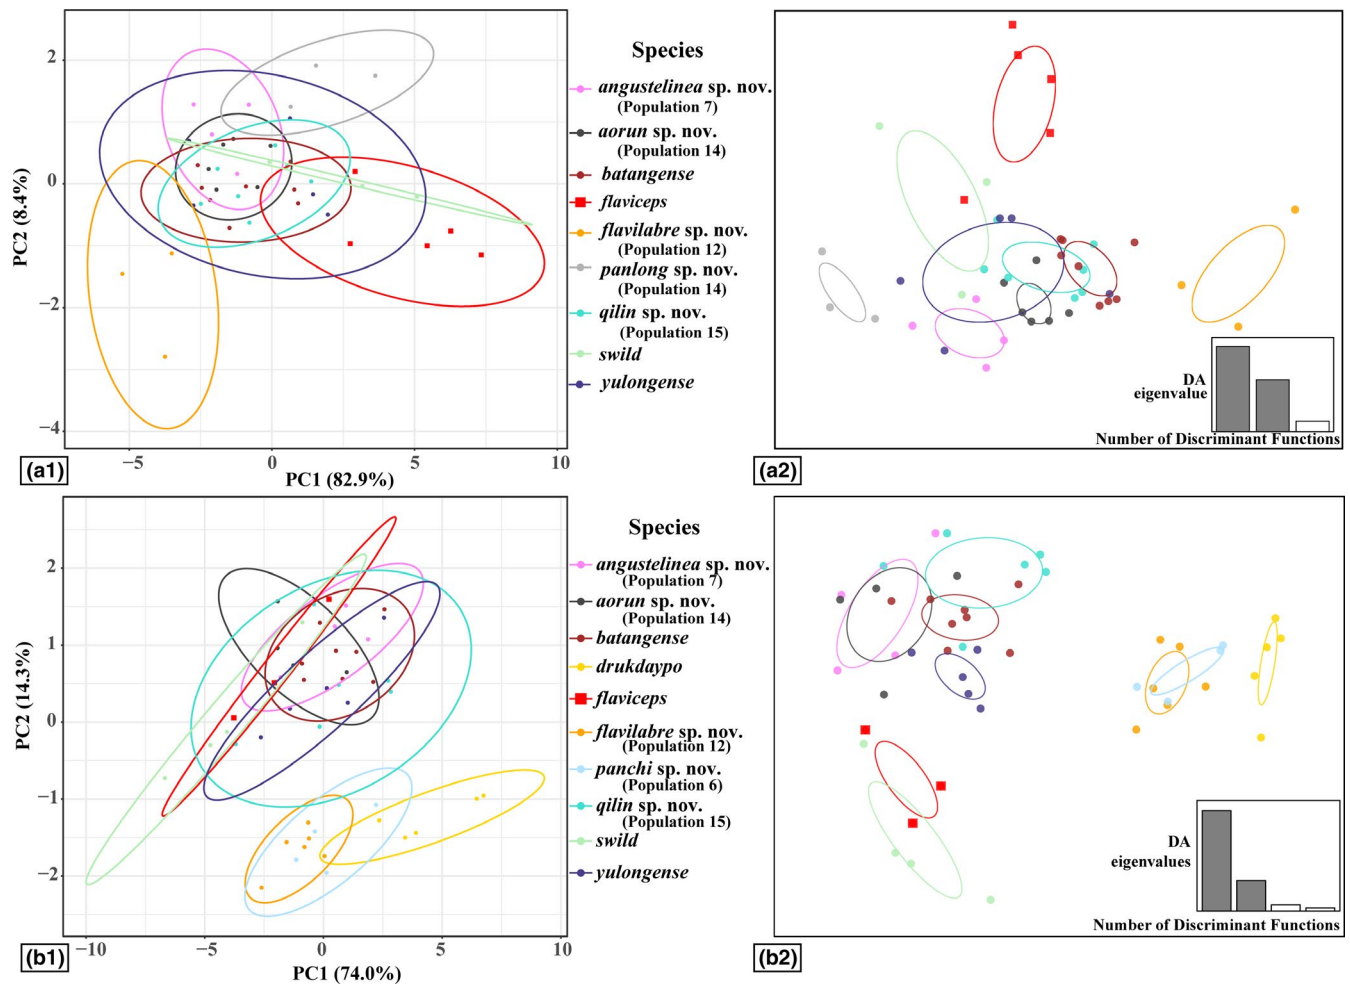 Species
angustelinea sp. nov.
(Population 7)
aorun sp. nov.
(Population 14)
batangense
flaviceps
flavilabre sp. nov.
(Population 12)
panlong sp. nov.
(Population 14)
qilin sp. nov.
(Population 15)
swild
yulongense
PC2 (8.4%)
2
0
−2
−4
−5
0
5
10
PC1 (82.9%)
(a1)
DA
eigenvalue
Number of Discriminant Functions
(a2)
Species
angustelinea sp. nov.
(Population 7)
aorun sp. nov.
(Population 14)
batangense
drukdaypo
flaviceps
flavilabre sp. nov.
(Population 12)
panchi sp. nov.
(Population 6)
qilin sp. nov.
(Population 15)
swild
yulongense
PC2 (14.3%)
2
1
0
−1
−2
−10
−5
0
5
10
PC1 (74.0%)
(b1)
DA
eigenvalues
Number of Discriminant Functions
(b2)